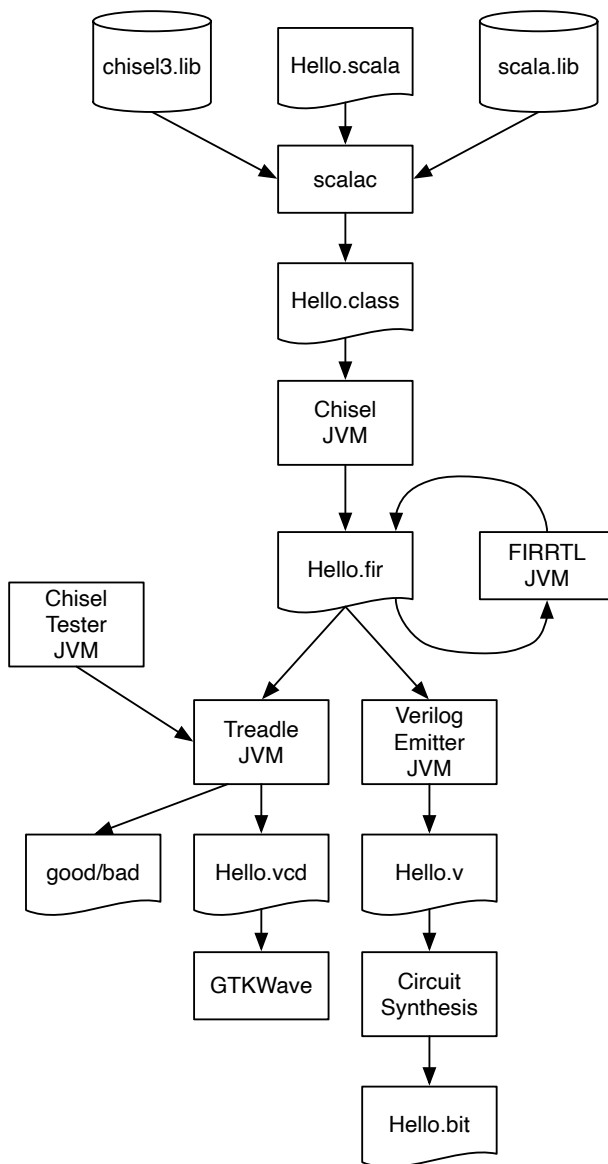 chisel3.lib
Hello.scala
scala.lib
scalac
Hello.class
Chisel
JVM
Hello.fir
FIRRTL
JVM
Chisel
Tester
JVM
Treadle
JVM
Verilog
Emitter
JVM
good/bad
Hello.vcd
Hello.v
GTKWave
Circuit
Synthesis
Hello.bit